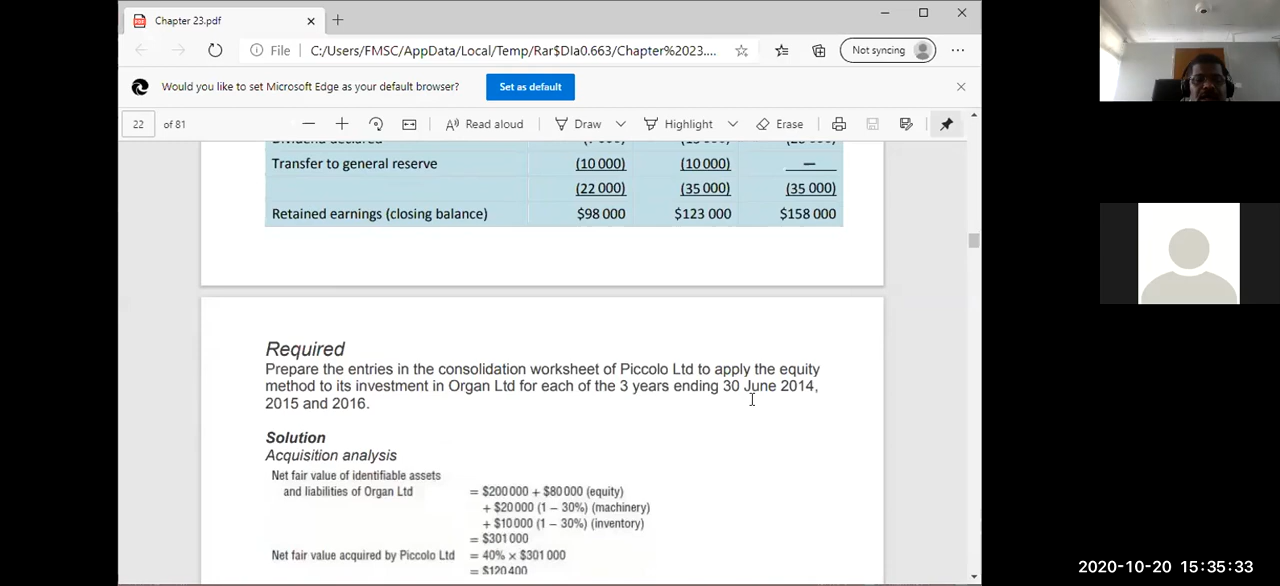 Chapter 23.pdf
File C:/Users/FMSC/AppData/Local/Temp/Rar$DIa0.663/Chapter%2023.... Not syncing
Would you like to set Microsoft Edge as your default browser? Set as default
22 of 81 Read aloud Draw Highlight Erase
Transfer to general reserve (10 000) (10 000) —
(22 000) (35 000) (35 000)
Retained earnings (closing balance) $98 000 $123 000 $158 000
Required
Prepare the entries in the consolidation worksheet of Piccolo Ltd to apply the equity
method to its investment in Organ Ltd for each of the 3 years ending 30 June 2014,
2015 and 2016.
Solution
Acquisition analysis
Net fair value of identifiable assets
and liabilities of Organ Ltd = $200 000 + $80 000 (equity)
+ $20 000 (1 – 30%) (machinery)
+ $10 000 (1 – 30%) (inventory)
= $301 000
Net fair value acquired by Piccolo Ltd = 40% × $301 000
= $120 400
2020-10-20 15:35:33